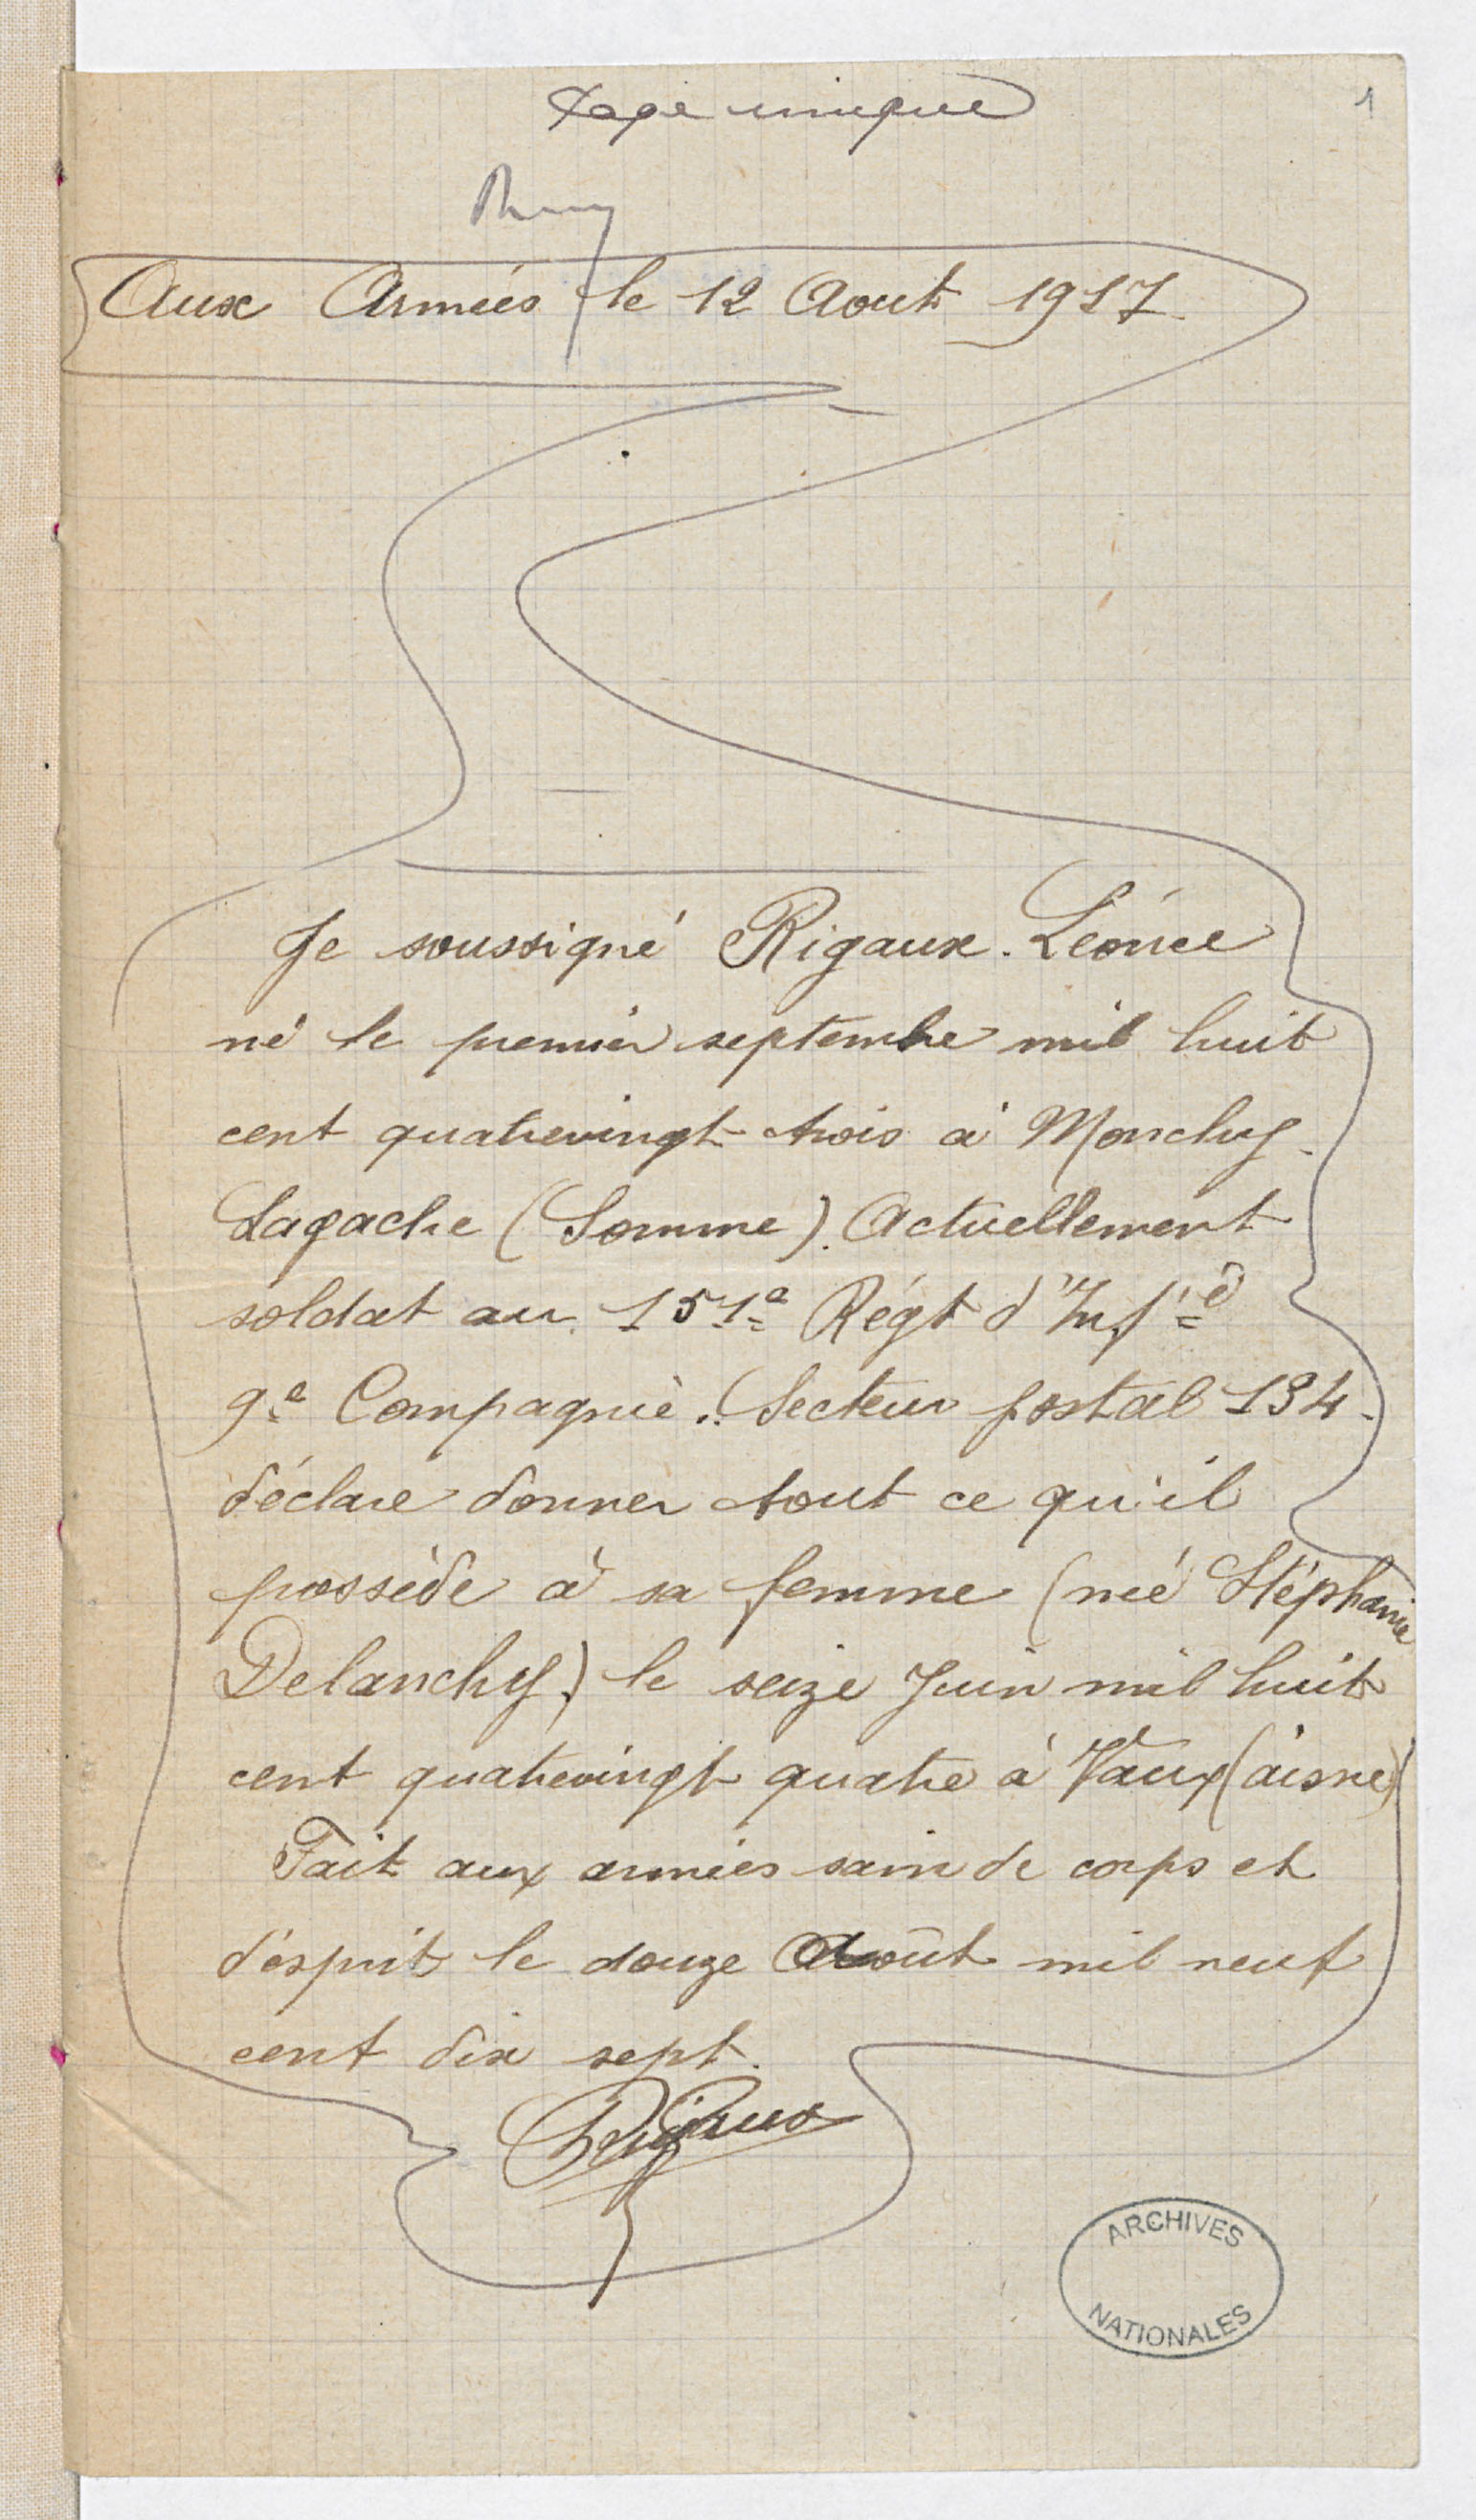 Page unique
1
Aux Armées le 12 Aout 1917
Je soussigné Rigaux. Léonce
né le premier septembre mil huit
cent quatrevingt trois à Monchy.
Lagache (Somme). Actuellement
soldat au 151e Régt d'Infie
9e Compagnie. (Secteur postal 134.
déclare donner tout ce qu'il
possède à sa femme (née Stéphanie
Delanchy) le seize Juin mil huit
cent quatrevingt quatre à Vaux (aisne)
Fait aux armées sain de corps et
d'esprit le douze Août mil neuf
cent dix sept.
Rigaux
ARCHIVES
NATIONALES